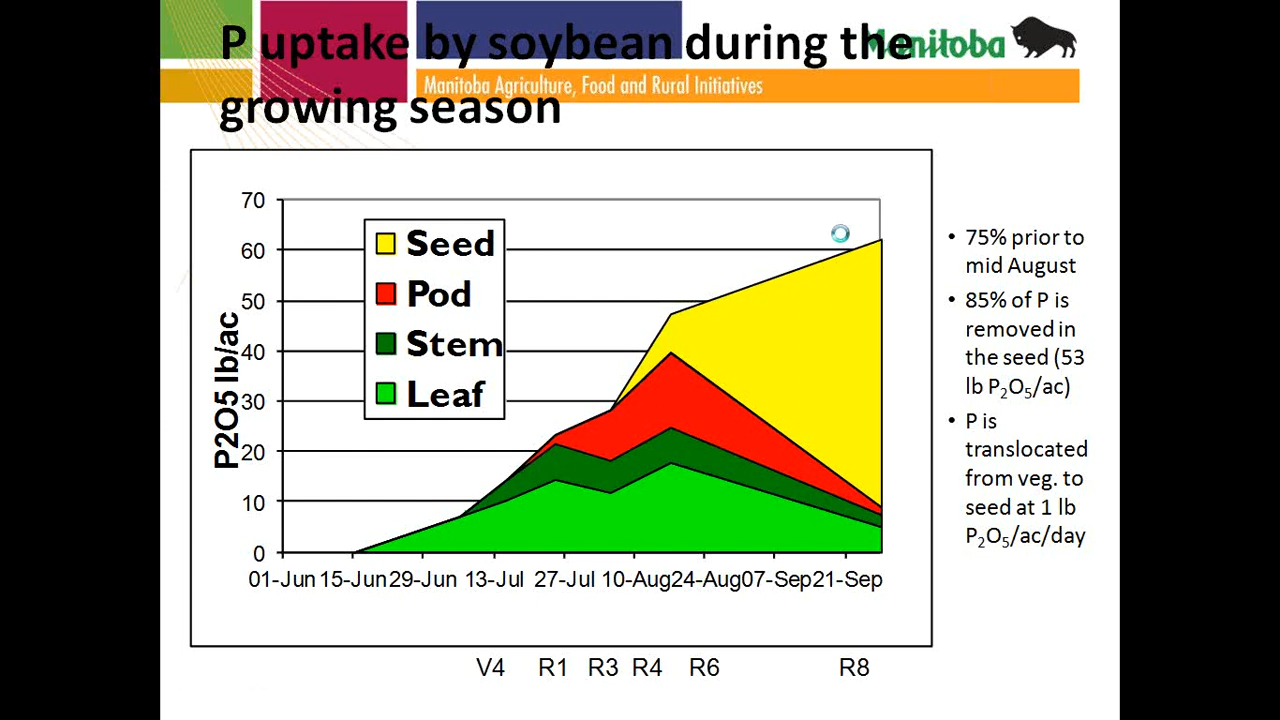 P uptake by soybean during the
growing season
Manitoba
Manitoba Agriculture, Food and Rural Initiatives
70
60
50
40
30
20
10
0
P2O5 lb/ac
Seed
Pod
Stem
Leaf
01-Jun 15-Jun 29-Jun 13-Jul 27-Jul 10-Aug 24-Aug 07-Sep 21-Sep
V4 R1 R3 R4 R6 R8
• 75% prior to
mid August
• 85% of P is
removed in
the seed (53
lb P₂O₅/ac)
• P is
translocated
from veg. to
seed at 1 lb
P₂O₅/ac/day